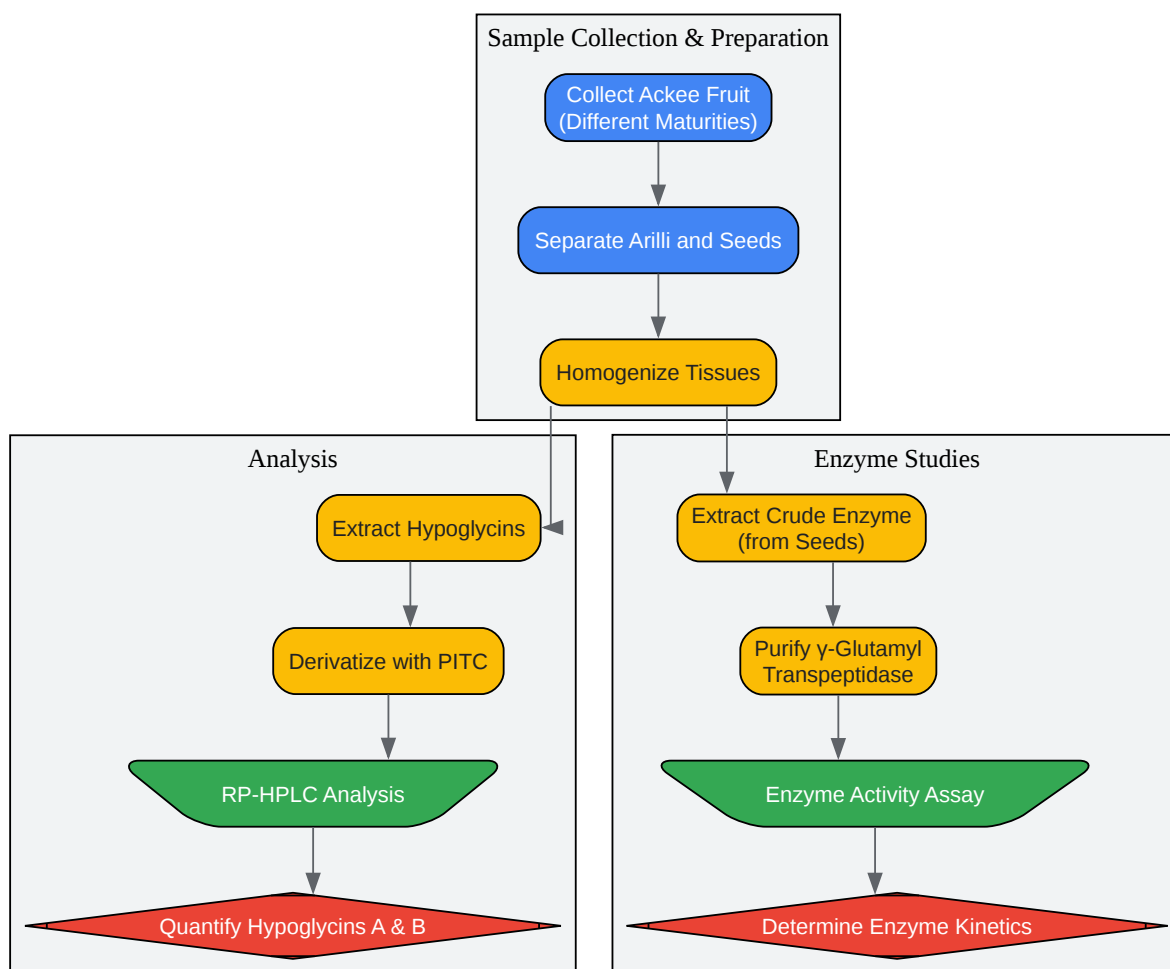 Sample Collection & Preparation
Collect Ackee Fruit
(Different Maturities)
Separate Arilli and Seeds
Homogenize Tissues
Analysis
Extract Hypoglycins
Derivatize with PITC
RP-HPLC Analysis
Quantify Hypoglycins A & B
Enzyme Studies
Extract Crude Enzyme
(from Seeds)
Purify γ-Glutamyl
Transpeptidase
Enzyme Activity Assay
Determine Enzyme Kinetics